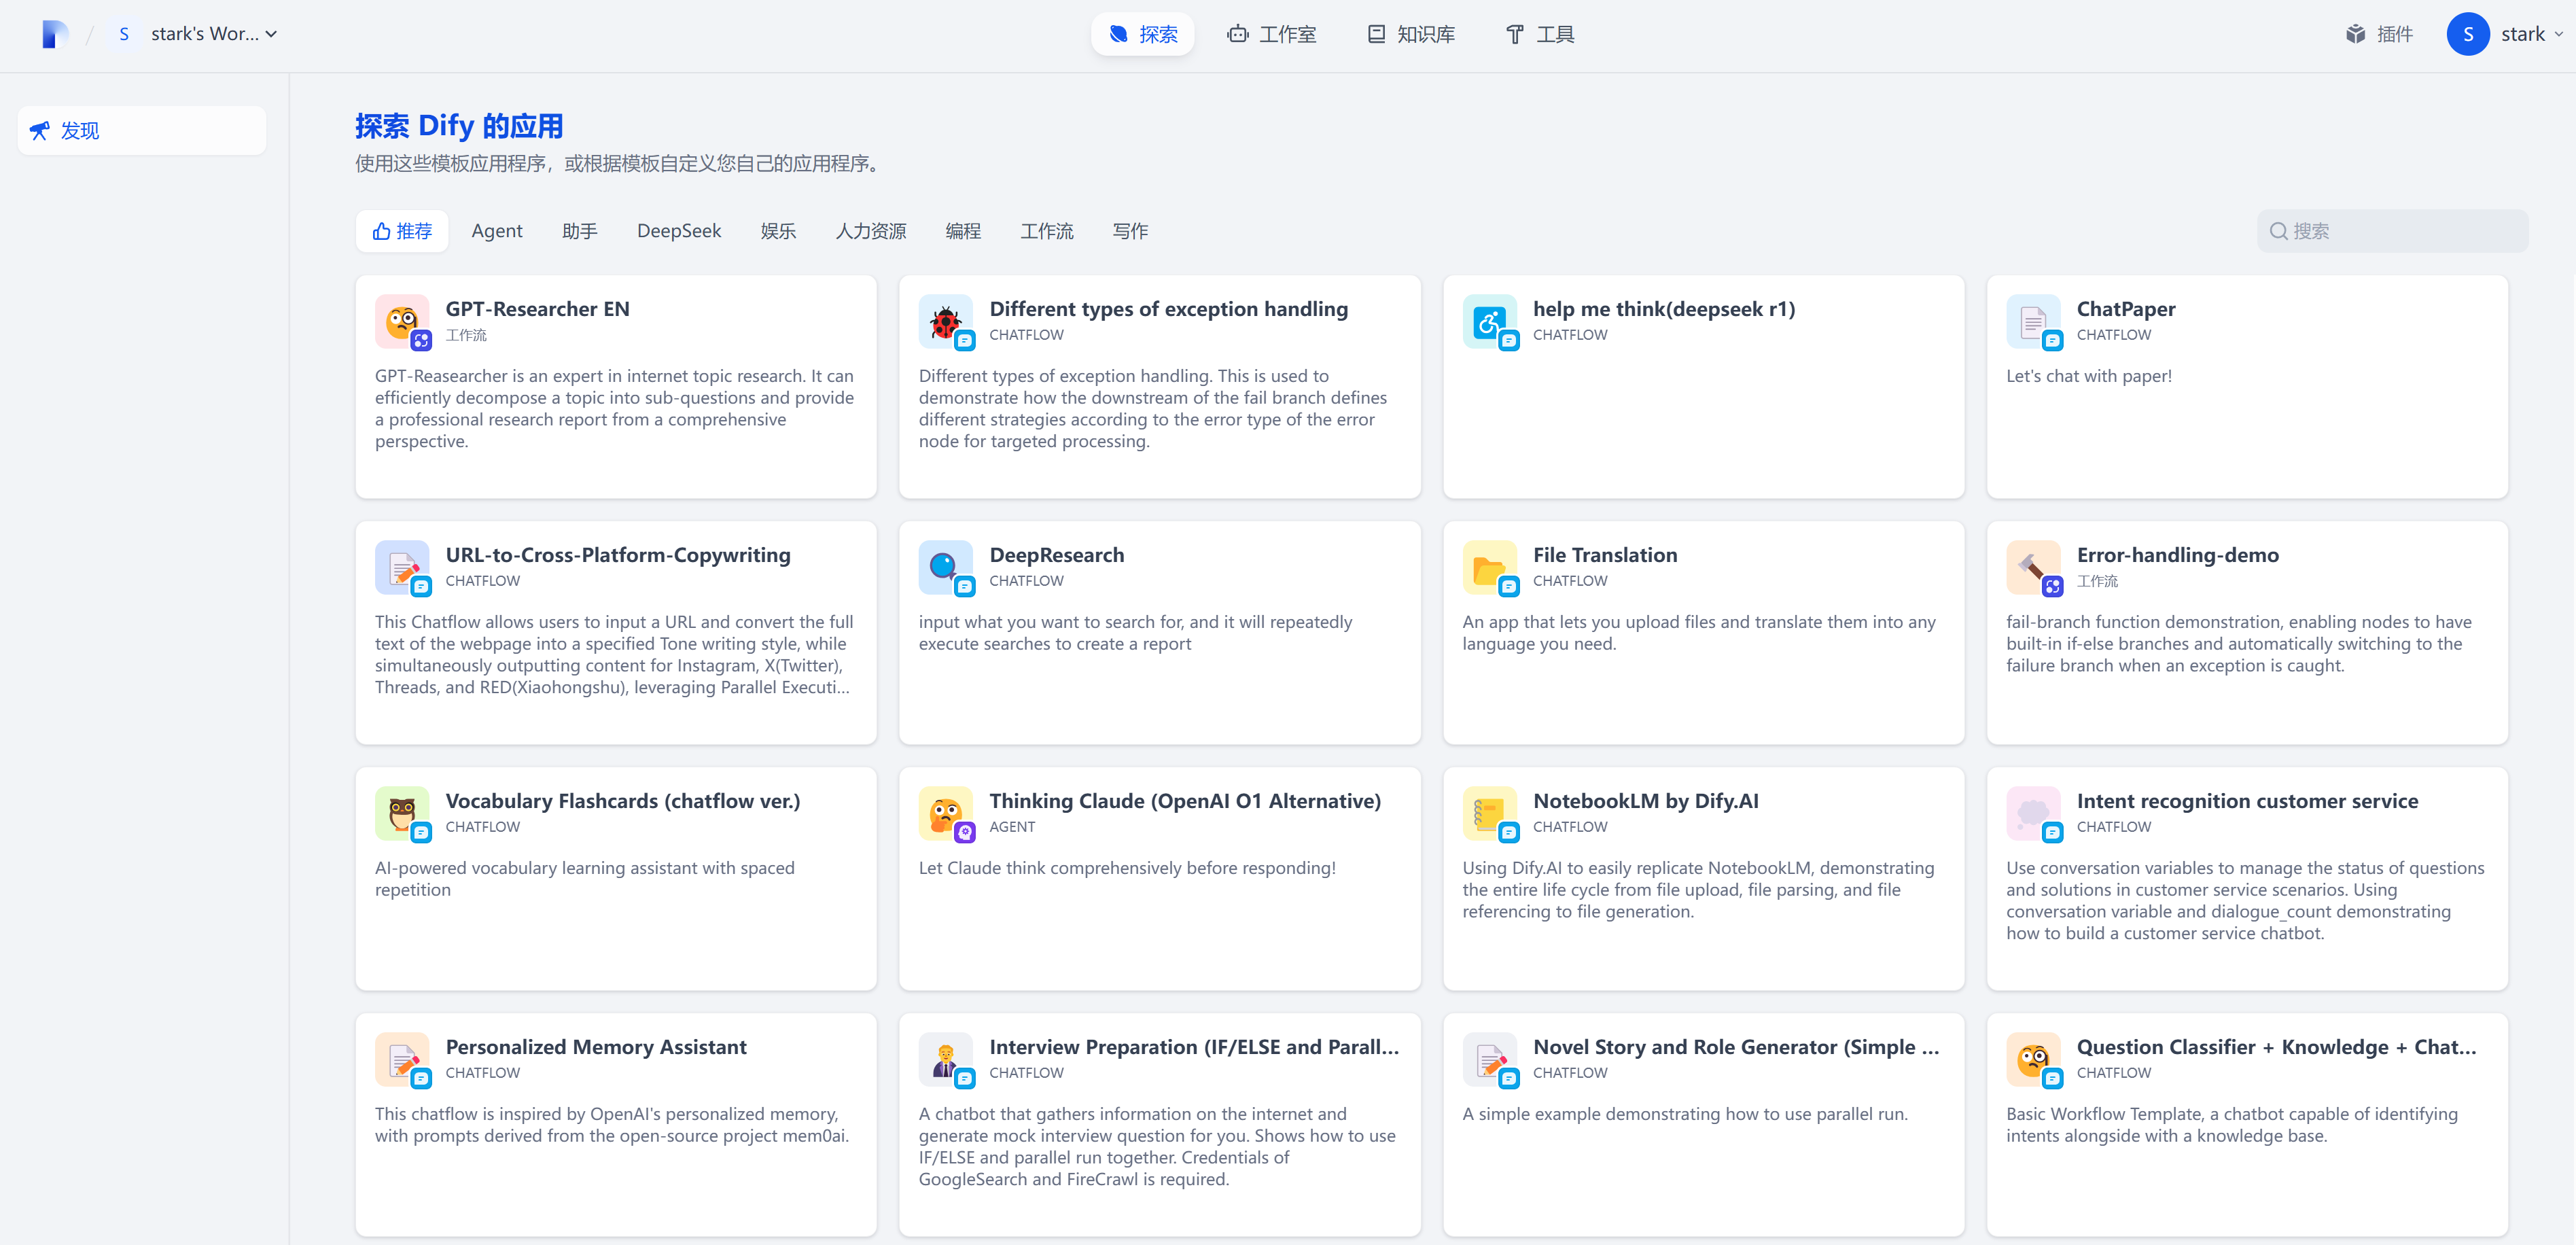 / S stark's Wor...
探索 工作室 知识库 工具
插件 S stark
发现
探索 Dify 的应用
使用这些模板应用程序，或根据模板自定义您自己的应用程序。
推荐 Agent 助手 DeepSeek 娱乐 人力资源 编程 工作流 写作
搜索
GPT-Researcher EN
工作流
GPT-Reasearcher is an expert in internet topic research. It can
efficiently decompose a topic into sub-questions and provide
a professional research report from a comprehensive
perspective.
Different types of exception handling
CHATFLOW
Different types of exception handling. This is used to
demonstrate how the downstream of the fail branch defines
different strategies according to the error type of the error
node for targeted processing.
help me think(deepseek r1)
CHATFLOW
ChatPaper
CHATFLOW
Let's chat with paper!
URL-to-Cross-Platform-Copywriting
CHATFLOW
This Chatflow allows users to input a URL and convert the full
text of the webpage into a specified Tone writing style, while
simultaneously outputting content for Instagram, X(Twitter),
Threads, and RED(Xiaohongshu), leveraging Parallel Executi...
DeepResearch
CHATFLOW
input what you want to search for, and it will repeatedly
execute searches to create a report
File Translation
CHATFLOW
An app that lets you upload files and translate them into any
language you need.
Error-handling-demo
工作流
fail-branch function demonstration, enabling nodes to have
built-in if-else branches and automatically switching to the
failure branch when an exception is caught.
Vocabulary Flashcards (chatflow ver.)
CHATFLOW
AI-powered vocabulary learning assistant with spaced
repetition
Thinking Claude (OpenAI O1 Alternative)
AGENT
Let Claude think comprehensively before responding!
NotebookLM by Dify.AI
CHATFLOW
Using Dify.AI to easily replicate NotebookLM, demonstrating
the entire life cycle from file upload, file parsing, and file
referencing to file generation.
Intent recognition customer service
CHATFLOW
Use conversation variables to manage the status of questions
and solutions in customer service scenarios. Using
conversation variable and dialogue_count demonstrating
how to build a customer service chatbot.
Personalized Memory Assistant
CHATFLOW
This chatflow is inspired by OpenAI's personalized memory,
with prompts derived from the open-source project mem0ai.
Interview Preparation (IF/ELSE and Parall...
CHATFLOW
A chatbot that gathers information on the internet and
generate mock interview question for you. Shows how to use
IF/ELSE and parallel run together. Credentials of
GoogleSearch and FireCrawl is required.
Novel Story and Role Generator (Simple ...
CHATFLOW
A simple example demonstrating how to use parallel run.
Question Classifier + Knowledge + Chat...
CHATFLOW
Basic Workflow Template, a chatbot capable of identifying
intents alongside with a knowledge base.